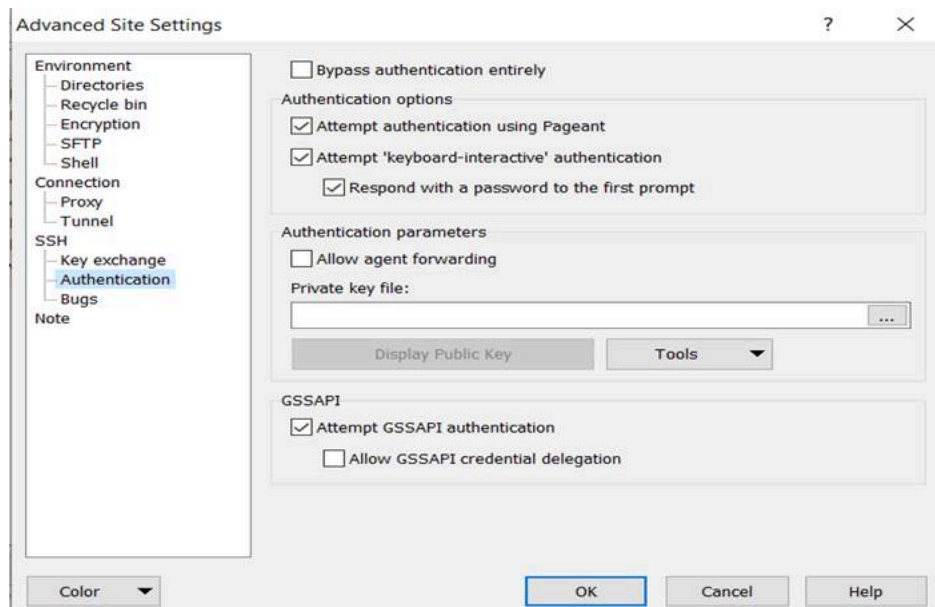 Advanced Site Settings
?
Environment
Directories
Recycle bin
Encryption
SFTP
Shell
Connection
Proxy
Tunnel
SSH
Key exchange
Authentication
Bugs
Note
Bypass authentication entirely
Authentication options
Attempt authentication using Pageant
Attempt 'keyboard-interactive' authentication
Respond with a password to the first prompt
Authentication parameters
Allow agent forwarding
Private key file:
...
Display Public Key
Tools
GSSAPI
Attempt GSSAPI authentication
Allow GSSAPI credential delegation
Color
OK
Cancel
Help